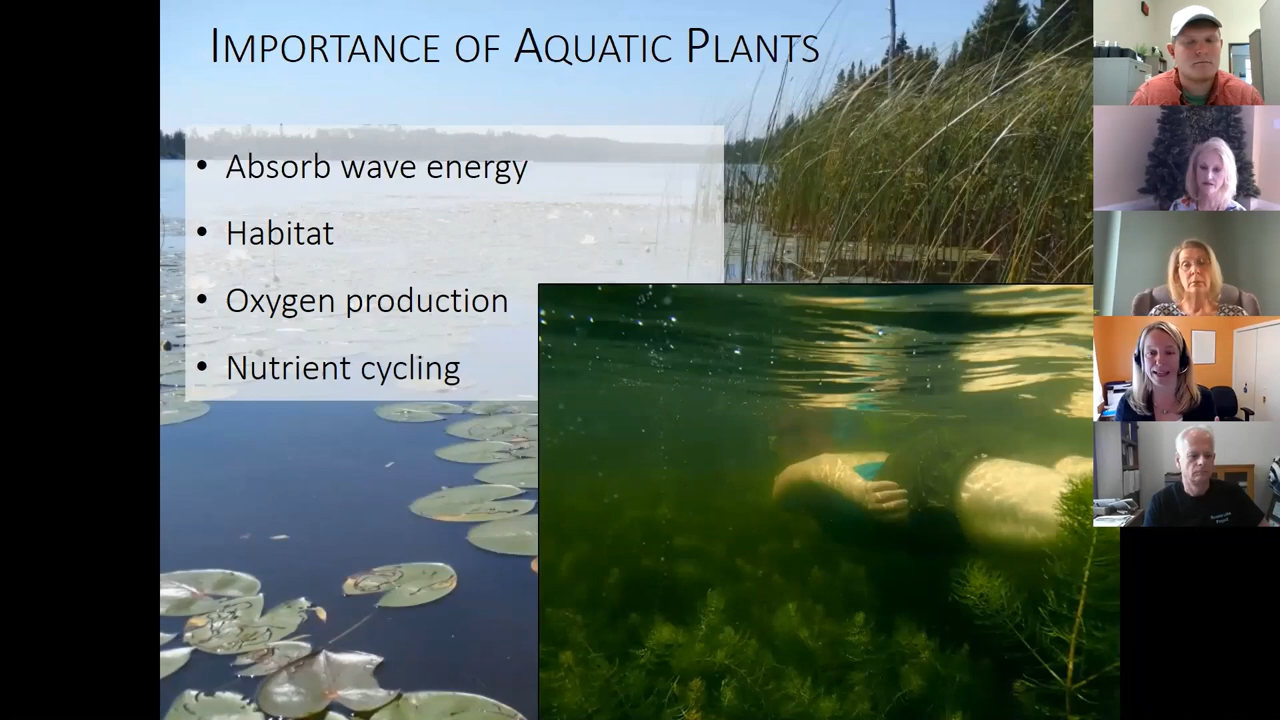 IMPORTANCE OF AQUATIC PLANTS
• Absorb wave energy
• Habitat
• Oxygen production
• Nutrient cycling